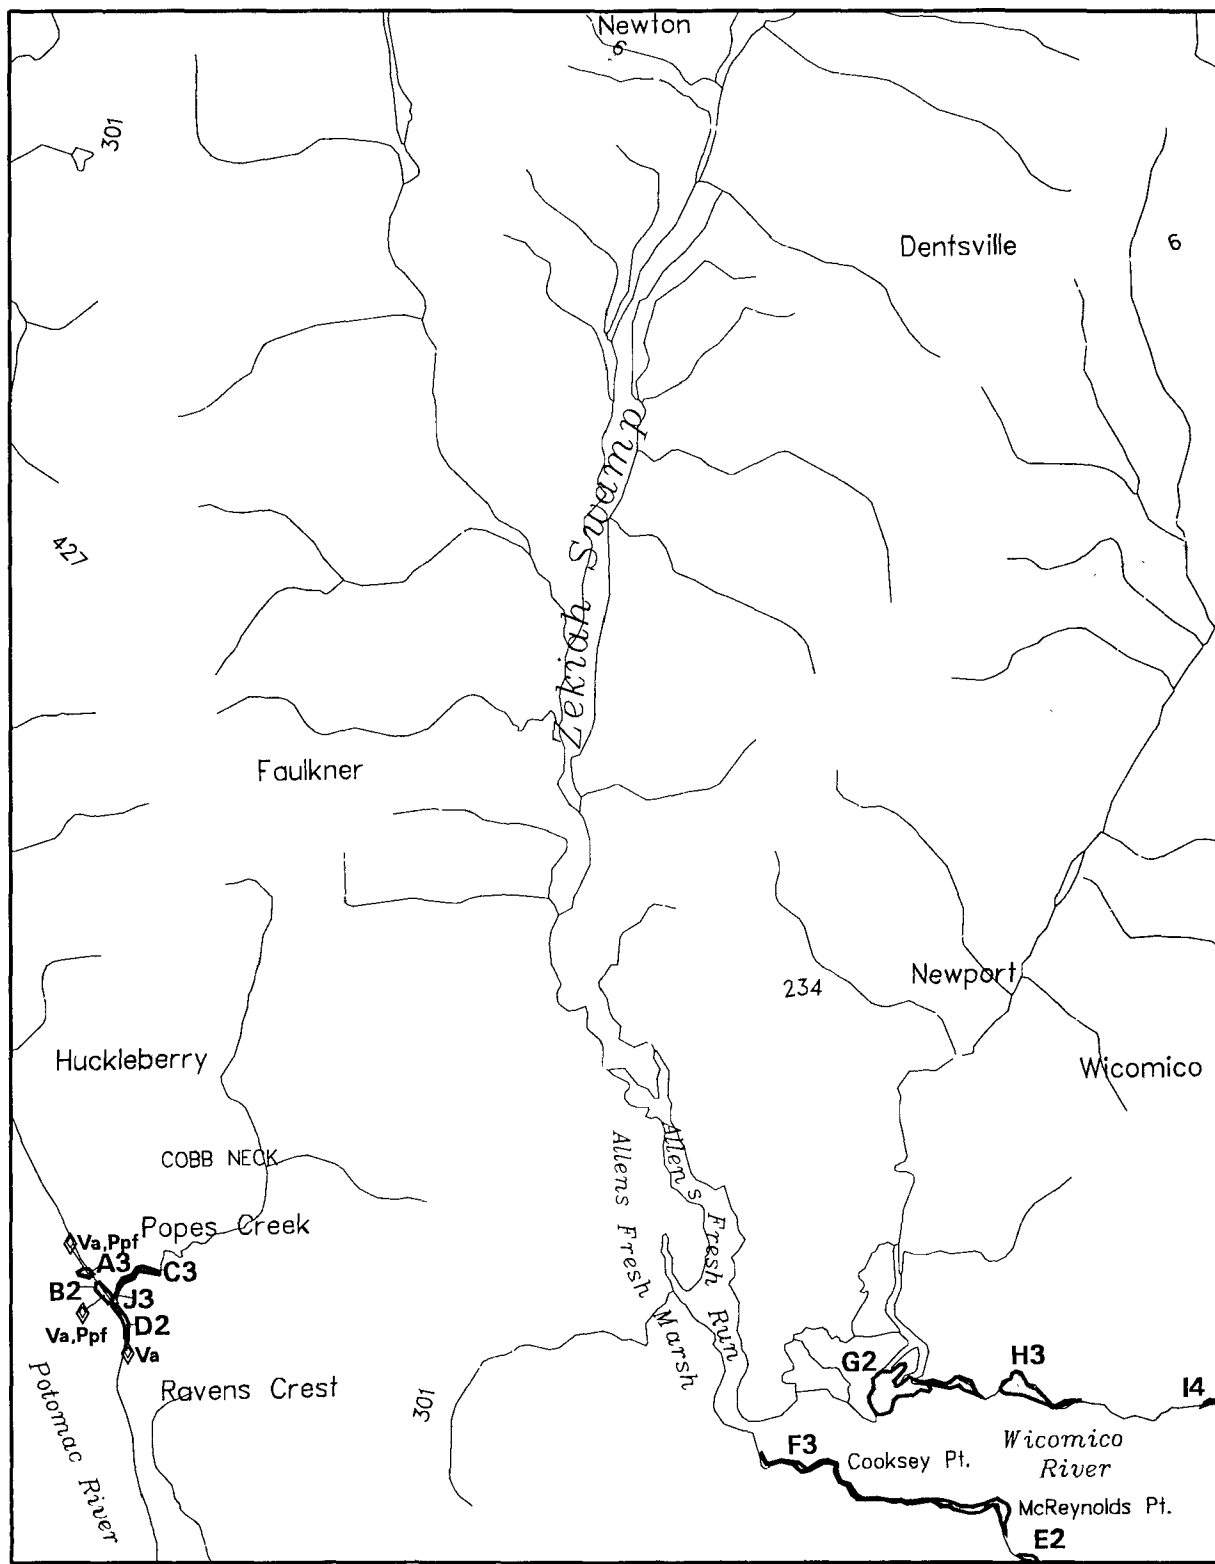 Newton
6
301
Dentsville
6
Zekiah Swamp
427
Faulkner
Newport
234
Huckleberry
Wicomico
Allen's Fresh Run
Allens Fresh Marsh
COBB NECK
Popes Creek
Va,Ppf
A3
C3
B2
J3
Va,Ppf
D2
Va
Ravens Crest
Potomac River
301
G2
H3
I4
F3
Cooksey Pt.
Wicomico
River
McReynolds Pt.
E2